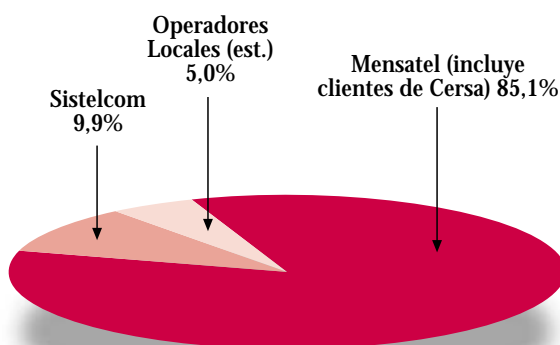 Operadores
Locales (est.)
5,0%
Mensatel (incluye
clientes de Cersa) 85,1%
Sistelcom
9,9%